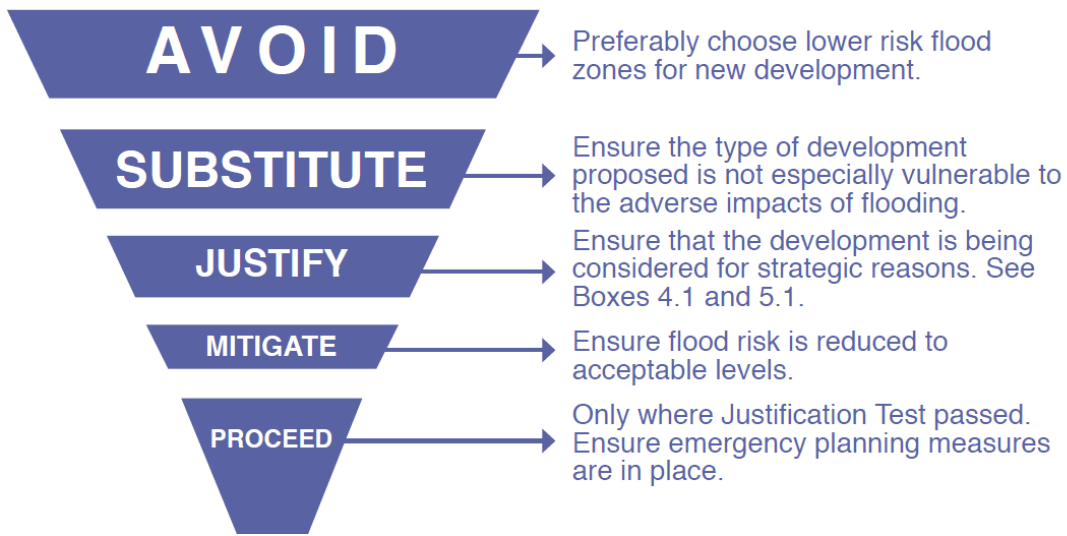 AVOID
Preferably choose lower risk flood
zones for new development.
SUBSTITUTE
Ensure the type of development
proposed is not especially vulnerable to
the adverse impacts of flooding.
JUSTIFY
Ensure that the development is being
considered for strategic reasons. See
Boxes 4.1 and 5.1.
MITIGATE
Ensure flood risk is reduced to
acceptable levels.
PROCEED
Only where Justification Test passed.
Ensure emergency planning measures
are in place.